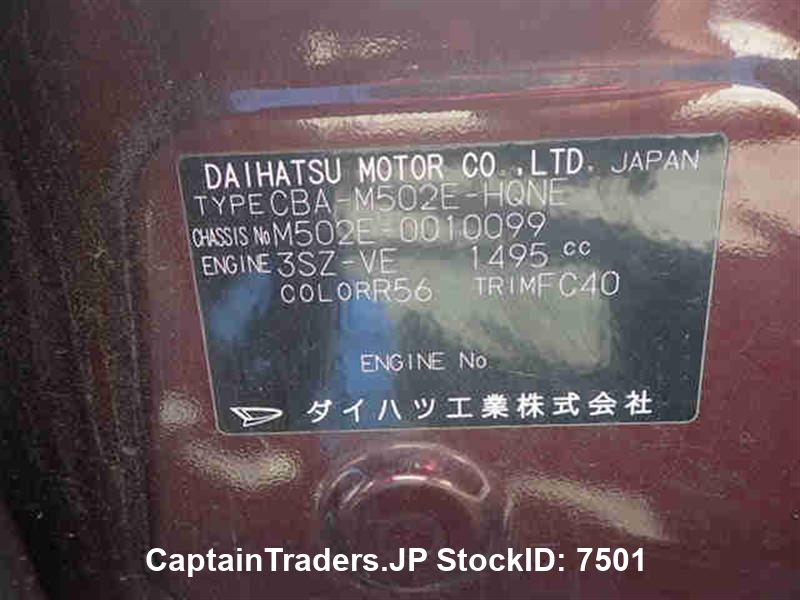 DAIHATSU MOTOR CO.,LTD. JAPAN
TYPE CBA-M502E-HQNE
CHASSIS No M502E-0010099
ENGINE 3SZ-VE 1495 cc
COLOR R56 TRIM FC40
ENGINE No
ダイハツ工業株式会社
CaptainTraders.JP StockID: 7501